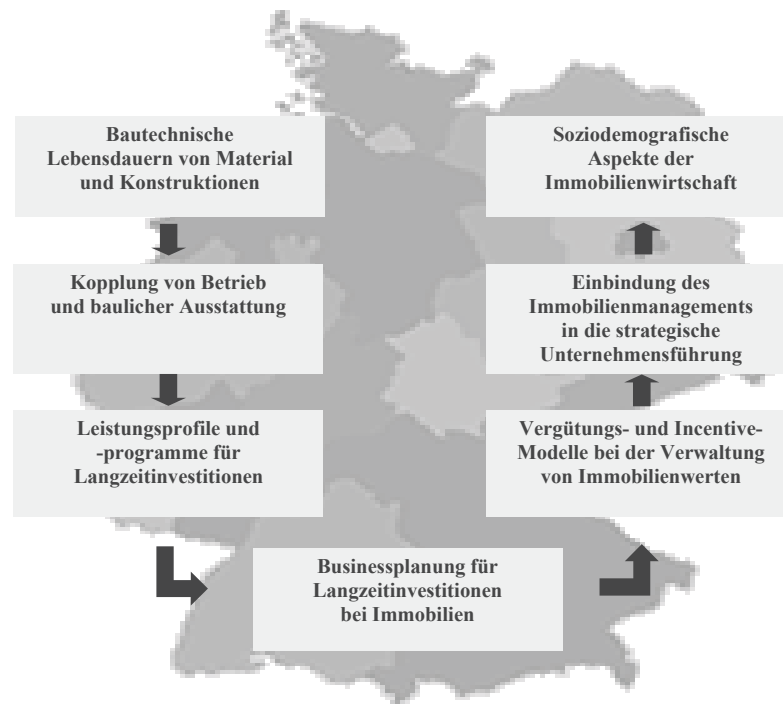 Bautechnische
Lebensdauern von Material
und Konstruktionen
Kopplung von Betrieb
und baulicher Ausstattung
Leistungsprofile und
-programme für
Langzeitinvestitionen
Businessplanung für
Langzeitinvestitionen
bei Immobilien
Vergütungs- und Incentive-
Modelle bei der Verwaltung
von Immobilienwerten
Einbindung des
Immobilienmanagements
in die strategische
Unternehmensführung
Soziodemografische
Aspekte der
Immobilienwirtschaft